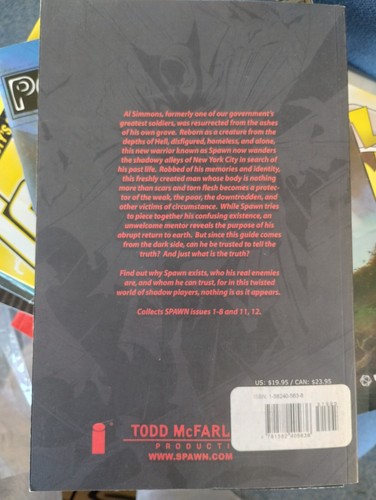 Al Simmons, formerly one of our government's
greatest soldiers, was resurrected from the ashes
of his own grave. Reborn as a creature from the
depths of Hell, disfigured, homeless, and alone,
this new warrior known as Spawn now wonders
the shadowy alleys of New York City in search of
his past life. Robbed of his memories and identity,
this freshly created man whose body is nothing
more than scars and torn flesh becomes a protec-
tor of the weak, the poor, the downtrodden, and
other victims of circumstance. While Spawn tries
to piece together his confusing existence, an
unwelcome mentor reveals the purpose of his
abrupt return to earth. But since this guide comes
from the dark side, can he be trusted to tell the
truth? And just what is the truth?
Find out why Spawn exists, who his real enemies
are, and whom he can trust, for in this twisted
world of shadow players, nothing is as it appears.
Collects SPAWN issues 1-8 and 11, 12.
US: $19.95 / CAN: $23.95
TODD McFARL
PRODUCTI
WWW.SPAWN.COM